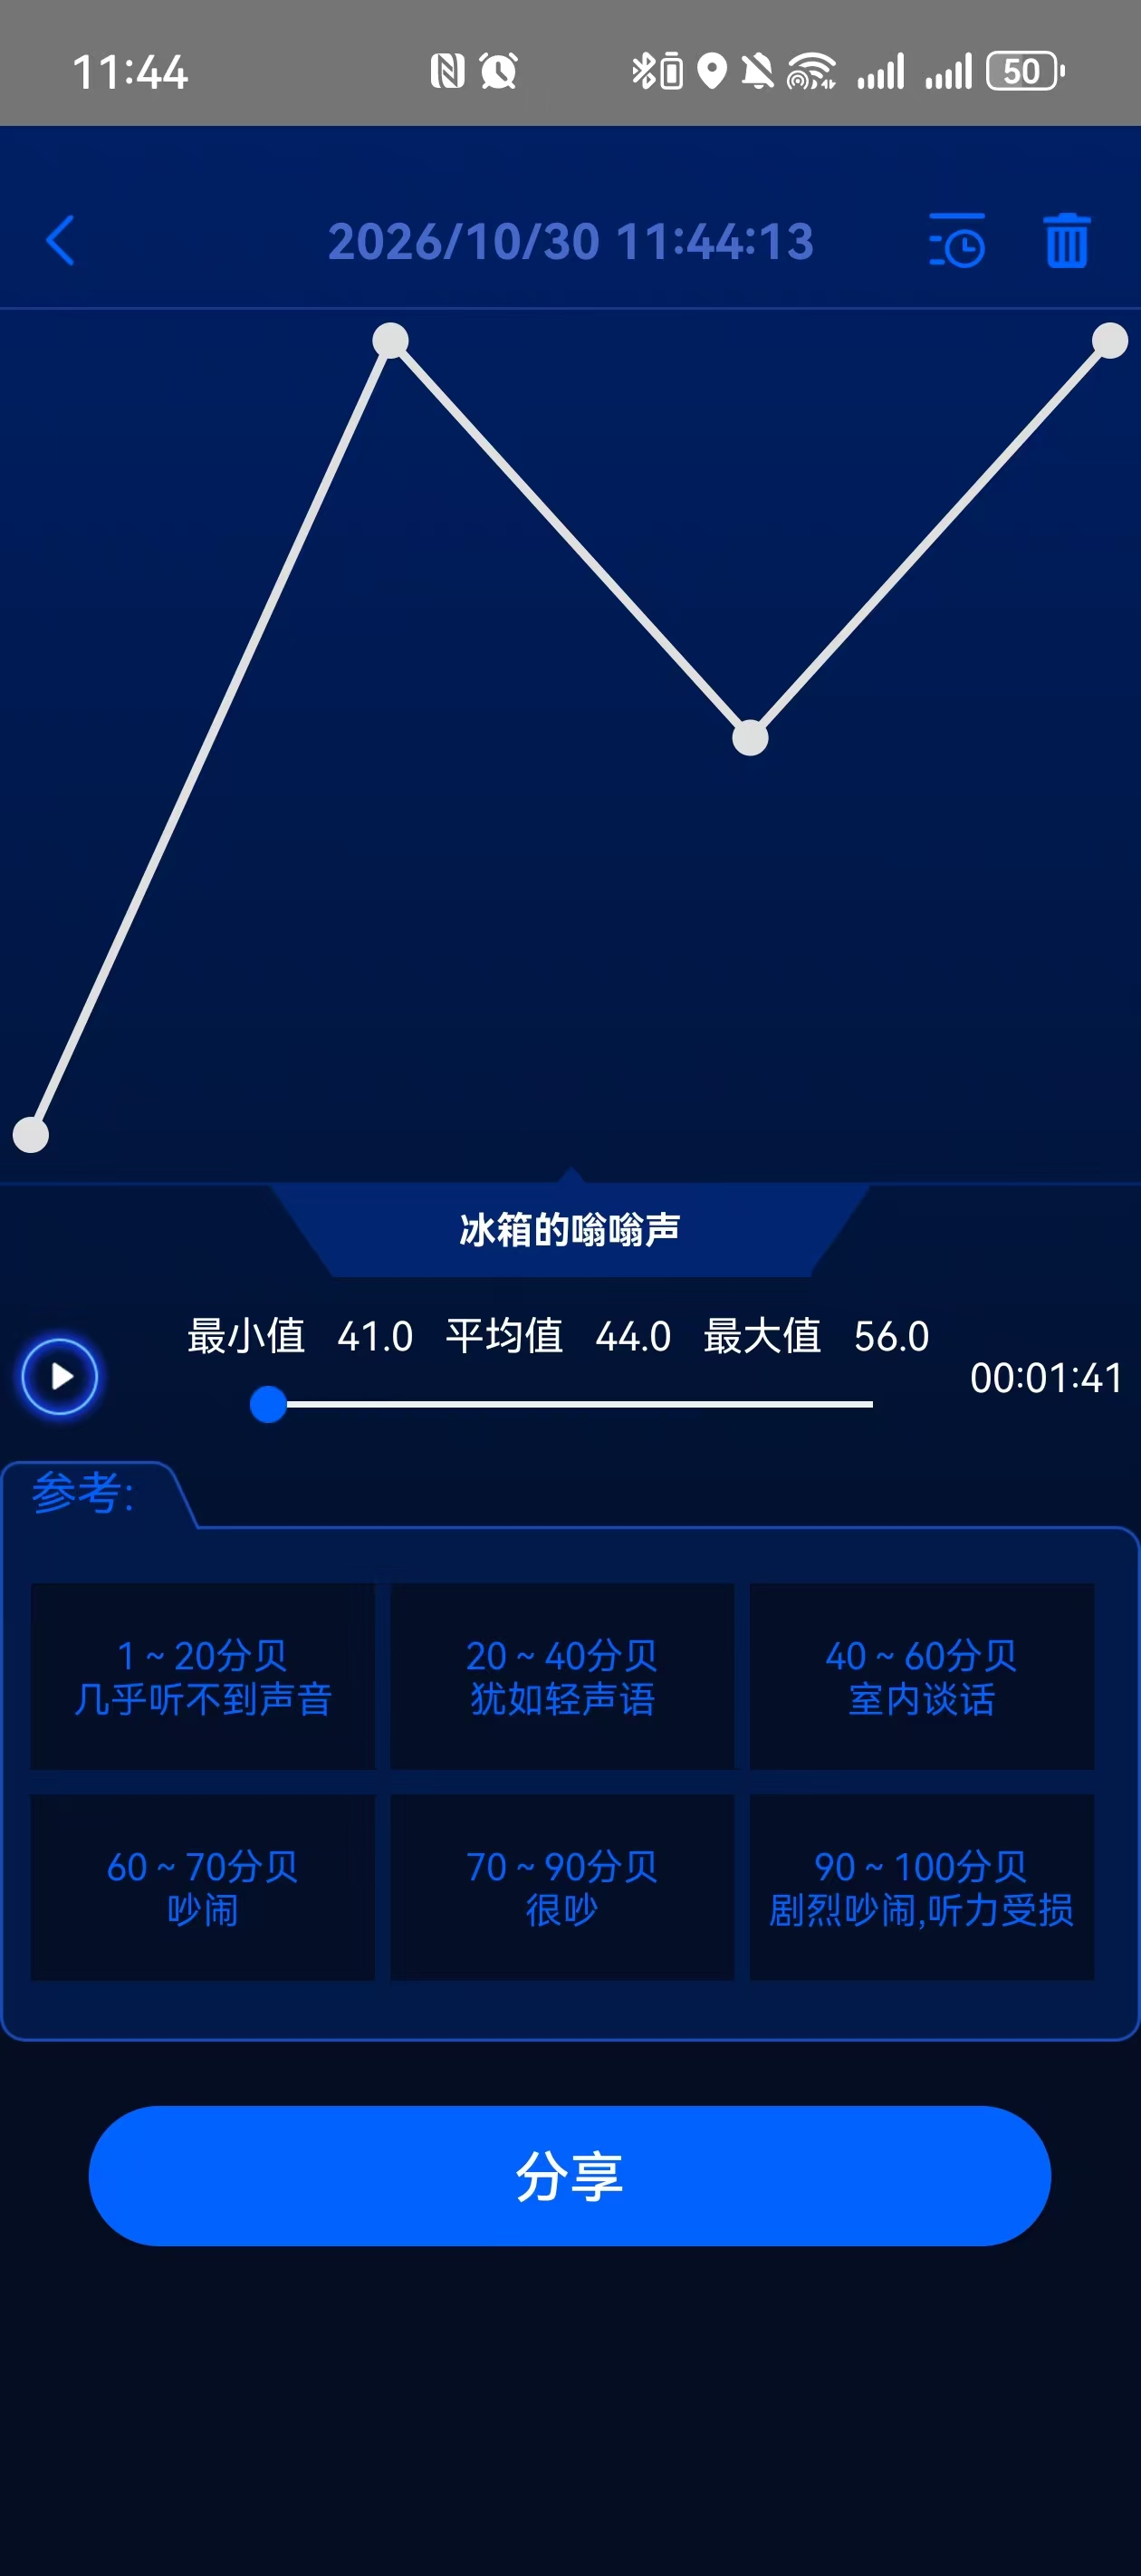 11:44 50
2026/10/30 11:44:13
冰箱的嗡嗡声
最小值 41.0 平均值 44.0 最大值 56.0
00:01:41
参考:
1 ~ 20分贝
几乎听不到声音
20 ~ 40分贝
犹如轻声语
40 ~ 60分贝
室内谈话
60 ~ 70分贝
吵闹
70 ~ 90分贝
很吵
90 ~ 100分贝
剧烈吵闹,听力受损
分享